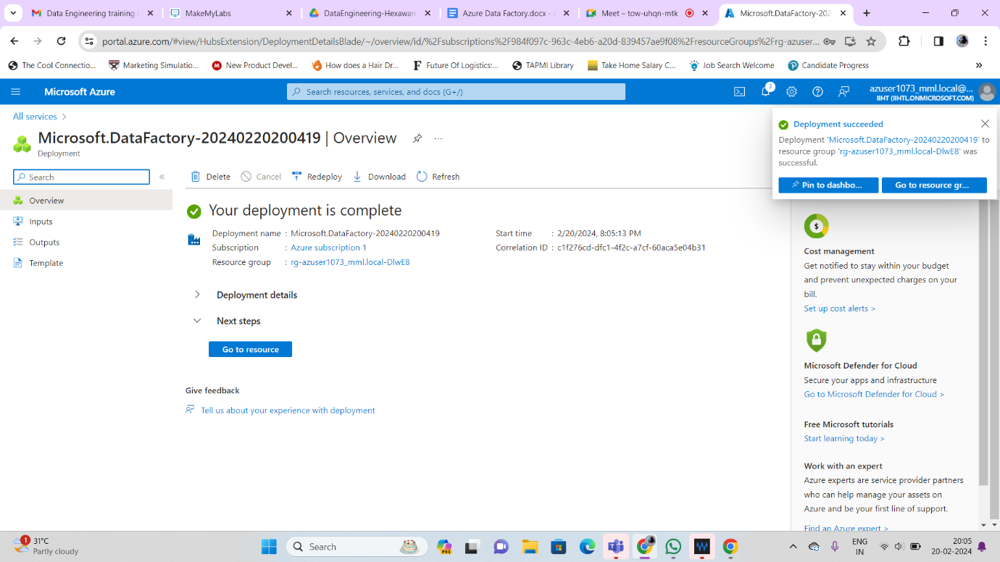 Data Engineering training
MakeMyLabs
DataEngineering-Hexaware
Azure Data Factory.docx -
Meet – tow-uhqn-mtk
Microsoft.DataFactory-202
portal.azure.com/#view/HubsExtension/DeploymentDetailsBlade/~/overview/id/%2Fsubscriptions%2F984f097c-963c-4eb6-a20d-839457ae9f08%2FresourceGroups%2Frg-azuser...
The Cool Connectio...
Marketing Simulatio...
New Product Devel...
How does a Hair Dr...
Future Of Logistics:...
TAPMI Library
Take Home Salary C...
Job Search Welcome
Candidate Progress
Microsoft Azure
Search resources, services, and docs (G+/)
3
azuser1073_mml.local@...
IIHT (IIHTL.ONMICROSOFT.COM)
All services
Microsoft.DataFactory-20240220200419 | Overview
Deployment
Search
Overview
Inputs
Outputs
Template
Delete
Cancel
Redeploy
Download
Refresh
Your deployment is complete
Deployment name : Microsoft.DataFactory-20240220200419
Subscription : Azure subscription 1
Resource group : rg-azuser1073_mml.local-DlwE8
Start time : 2/20/2024, 8:05:13 PM
Correlation ID : c1f276cd-dfc1-4f2c-a7cf-60aca5e04b31
Deployment details
Next steps
Go to resource
Give feedback
Tell us about your experience with deployment
Deployment succeeded
Deployment 'Microsoft.DataFactory-20240220200419' to
resource group 'rg-azuser1073_mml.local-DlwE8' was
successful.
Pin to dashbo...
Go to resource gr...
Cost management
Get notified to stay within your budget
and prevent unexpected charges on your
bill.
Set up cost alerts >
Microsoft Defender for Cloud
Secure your apps and infrastructure
Go to Microsoft Defender for Cloud >
Free Microsoft tutorials
Start learning today >
Work with an expert
Azure experts are service provider partners
who can help manage your assets on
Azure and be your first line of support.
Find an Azure expert >
1
31°C
Partly cloudy
Search
PRE
ENG
IN
20:05
20-02-2024